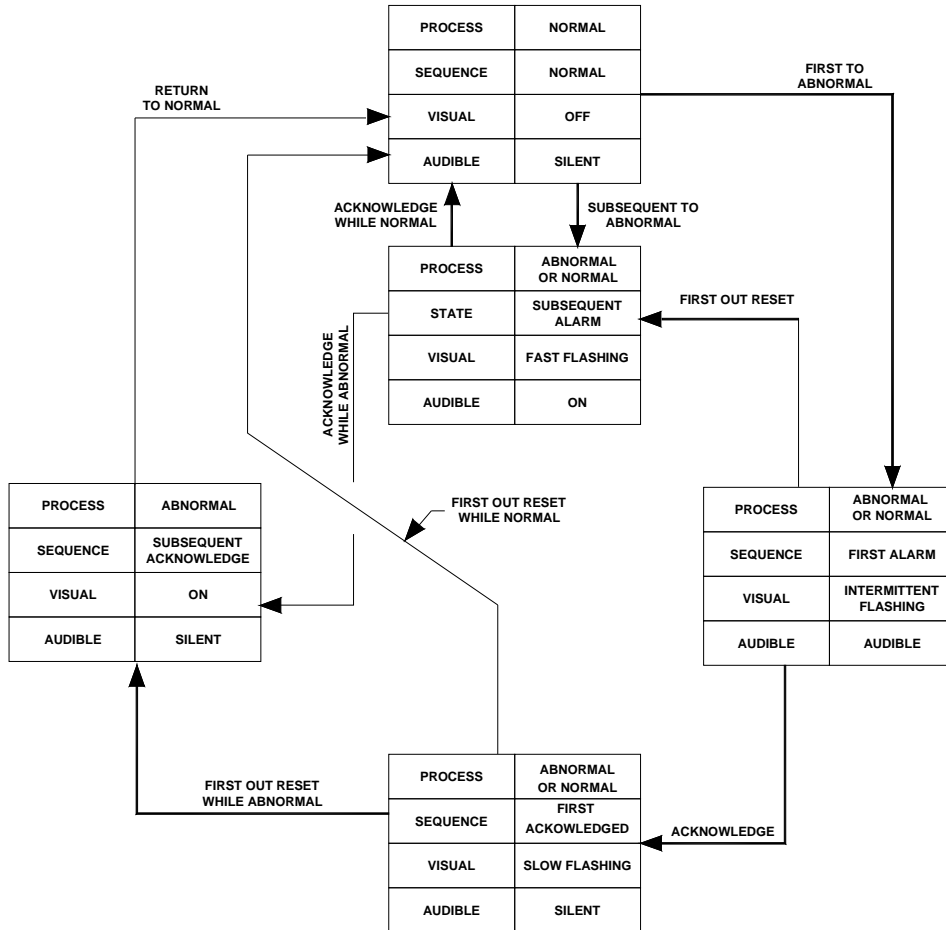 PROCESS
NORMAL
SEQUENCE
NORMAL
VISUAL
OFF
AUDIBLE
SILENT
FIRST TO
ABNORMAL
RETURN
TO NORMAL
ACKNOWLEDGE
WHILE NORMAL
SUBSEQUENT TO
ABNORMAL
PROCESS
ABNORMAL
OR NORMAL
STATE
SUBSEQUENT
ALARM
VISUAL
FAST FLASHING
AUDIBLE
ON
FIRST OUT RESET
ACKNOWLEDGE
WHILE ABNORMAL
FIRST OUT RESET
WHILE NORMAL
PROCESS
ABNORMAL
SEQUENCE
SUBSEQUENT
ACKNOWLEDGE
VISUAL
ON
AUDIBLE
SILENT
PROCESS
ABNORMAL
OR NORMAL
SEQUENCE
FIRST ALARM
VISUAL
INTERMITTENT
FLASHING
AUDIBLE
AUDIBLE
FIRST OUT RESET
WHILE ABNORMAL
PROCESS
ABNORMAL
OR NORMAL
SEQUENCE
FIRST
ACKOWLEDGED
VISUAL
SLOW FLASHING
AUDIBLE
SILENT
ACKNOWLEDGE